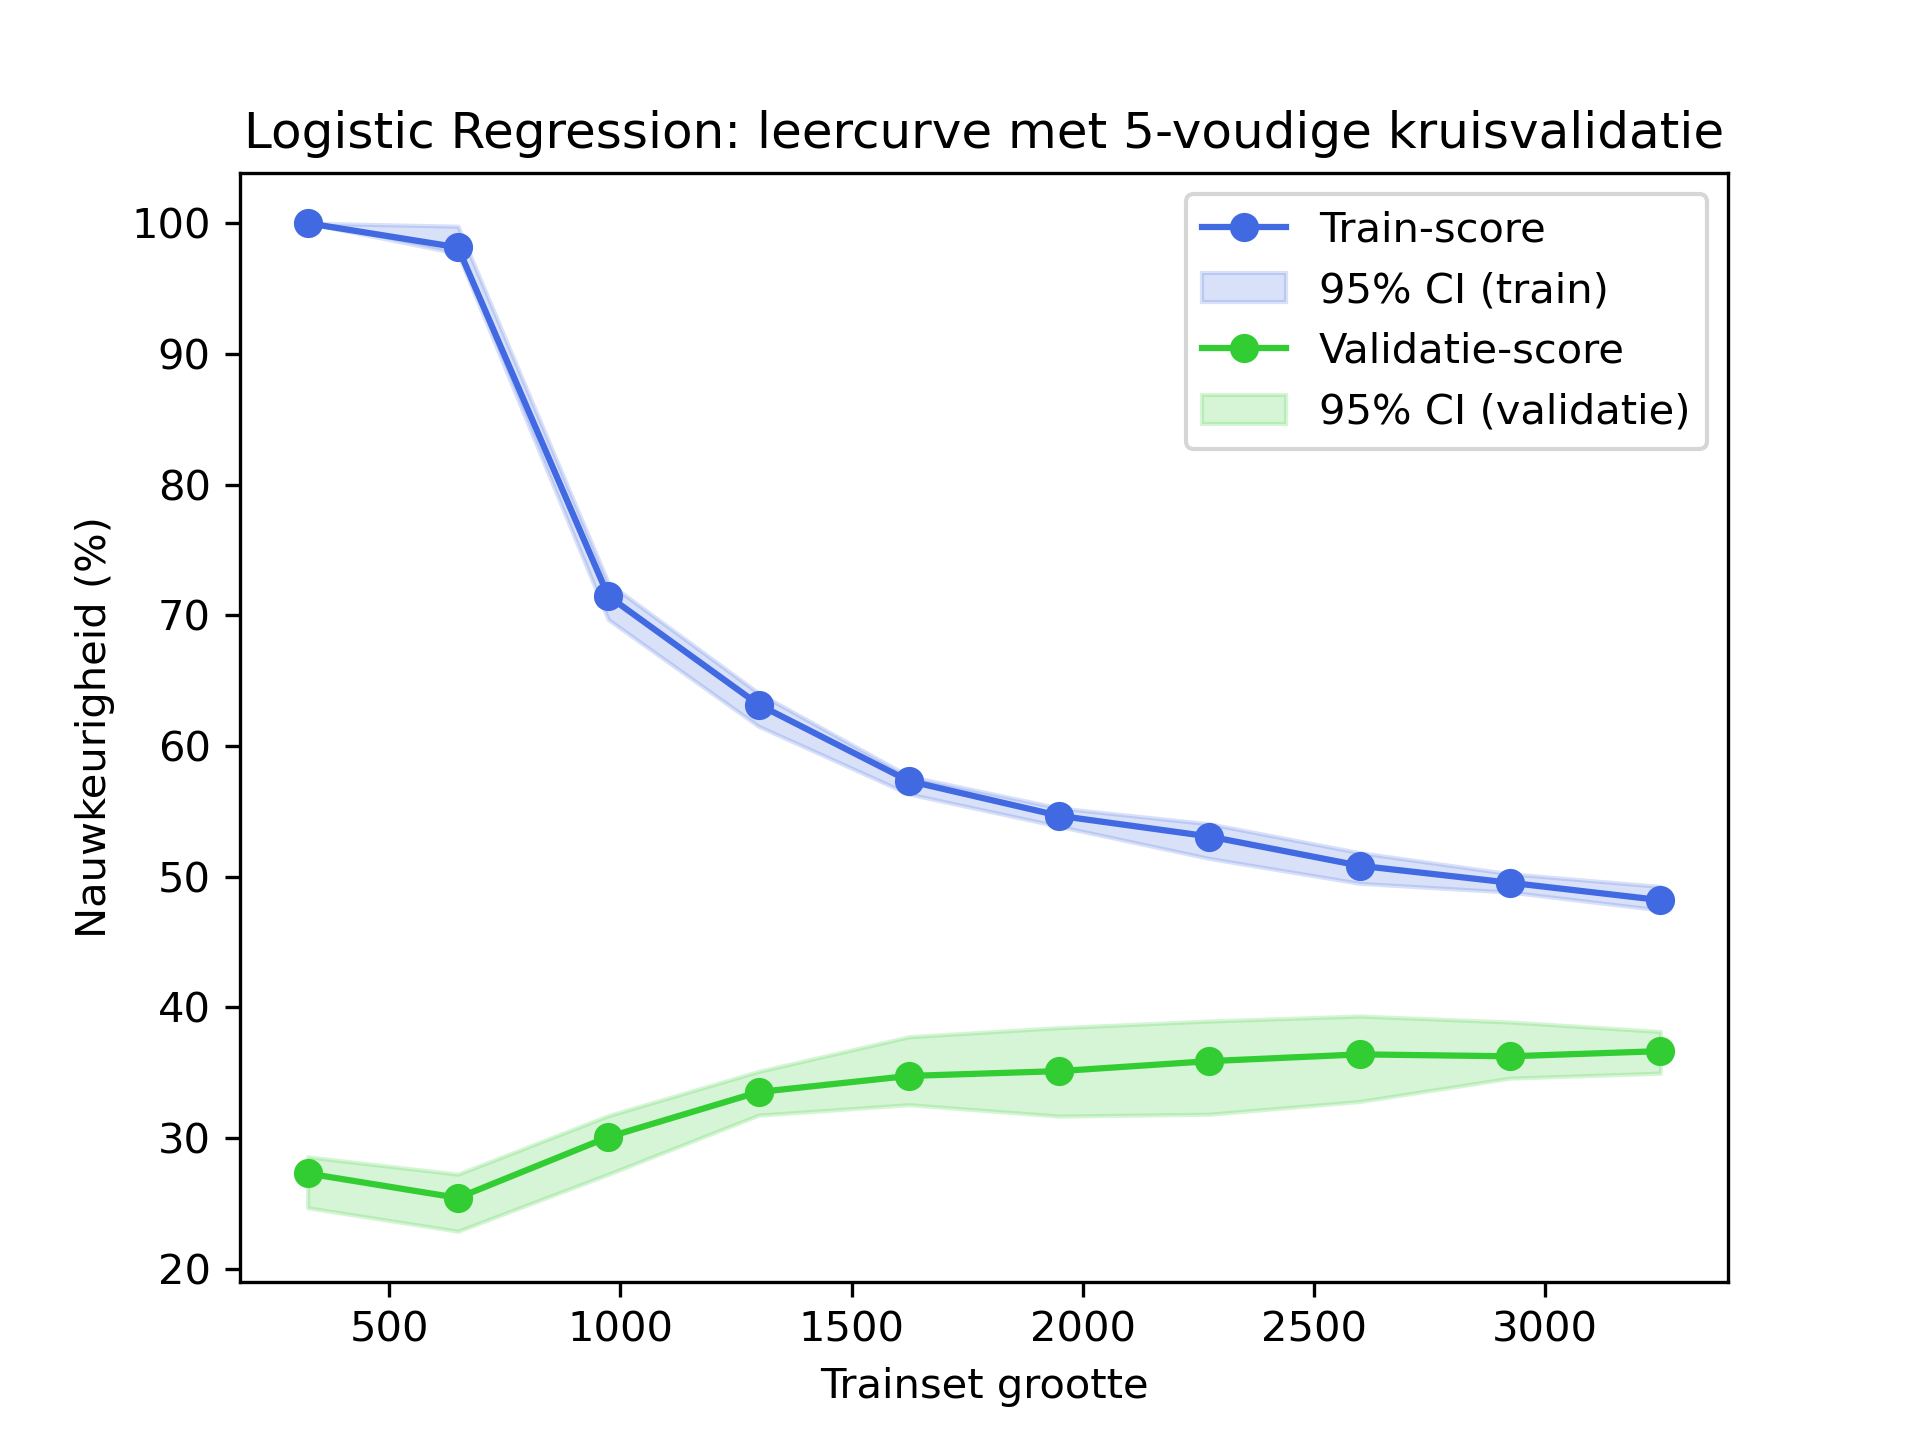 Logistic Regression: leercurve met 5-voudige kruisvalidatie
Train-score
95% CI (train)
Validatie-score
95% CI (validatie)
Nauwkeurigheid (%)
100
90
80
70
60
50
40
30
20
500 1000 1500 2000 2500 3000
Trainset grootte